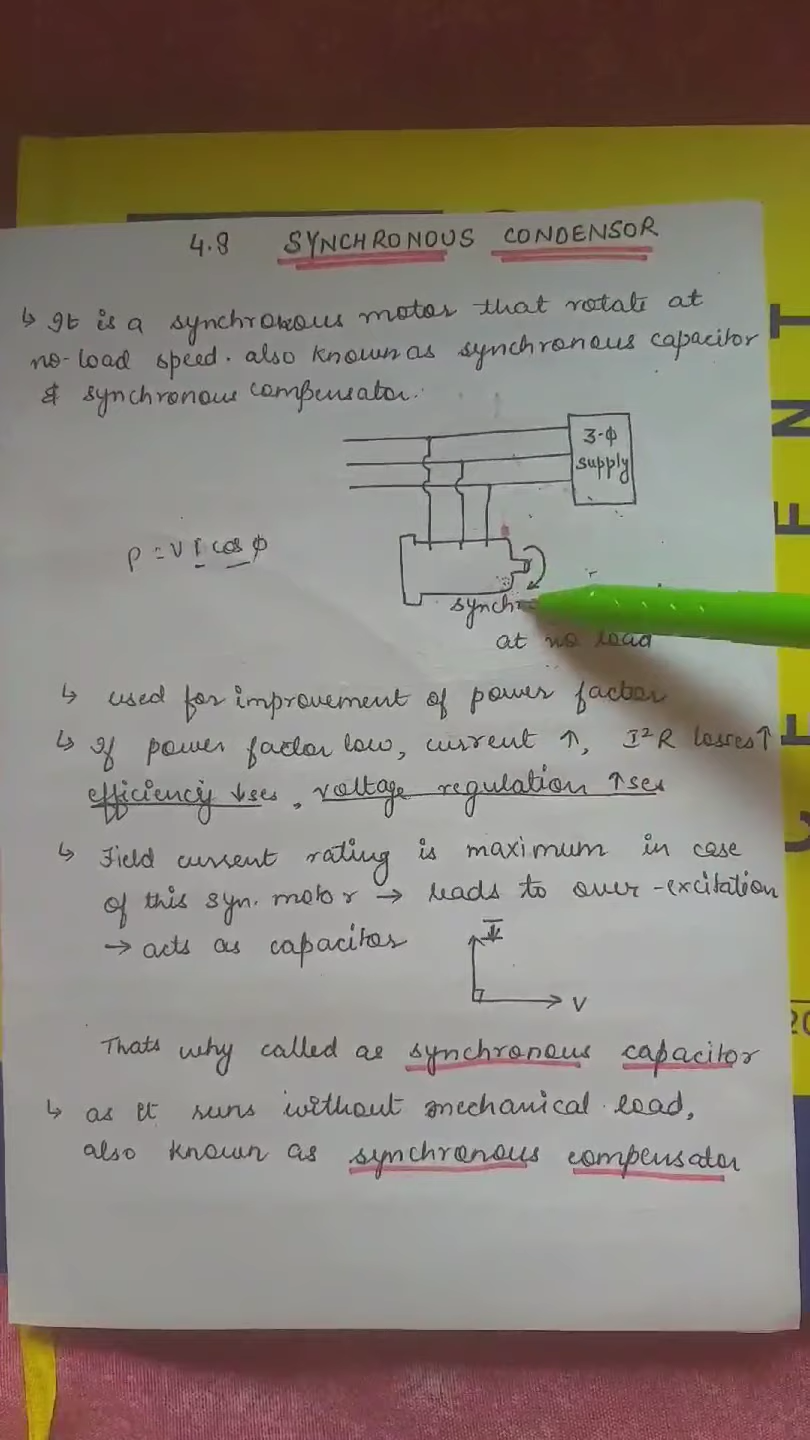 4.8 SYNCHRONOUS CONDENSOR
↳ It is a synchronous motor that rotate at
no-load speed. also known as synchronous capacitor
& synchronous compensator.
3-ϕ
supply
P = V I cos ϕ
at no load
↳ used for improvement of power factor
↳ If power factor low, current ↑, I²R losses ↑
efficiency ↓ses, voltage regulation ↑ses
↳ Field current rating is maximum in case
of this syn. motor → leads to over-excitation
→ acts as capacitor
I
V
Thats why called as synchronous capacitor
↳ as it runs without mechanical load,
also known as synchronous compensator